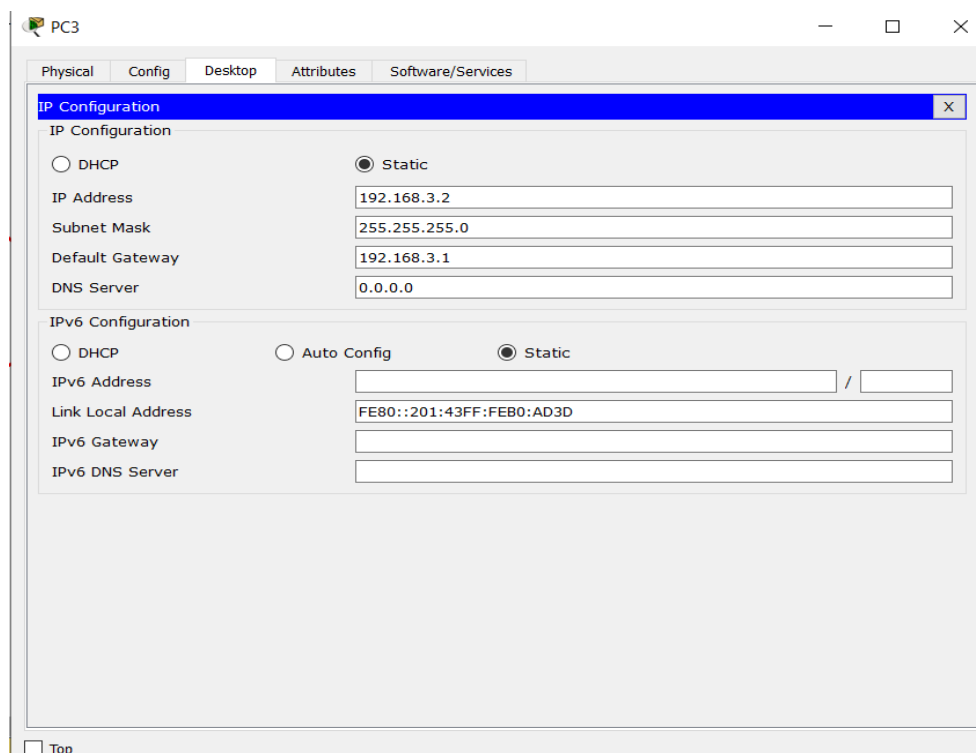 PC3
Physical Config Desktop Attributes Software/Services
IP Configuration X
IP Configuration
DHCP Static
IP Address 192.168.3.2
Subnet Mask 255.255.255.0
Default Gateway 192.168.3.1
DNS Server 0.0.0.0
IPv6 Configuration
DHCP Auto Config Static
IPv6 Address /
Link Local Address FE80::201:43FF:FEB0:AD3D
IPv6 Gateway
IPv6 DNS Server
Top